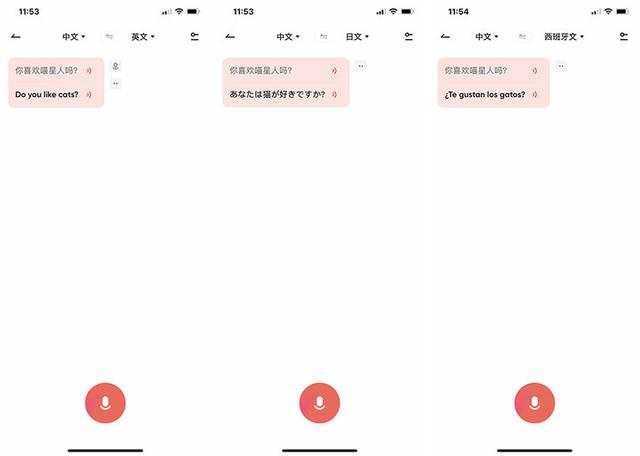 11:53
中文 英文
你喜欢喵星人吗?
Do you like cats?
11:53
中文 日文
你喜欢喵星人吗?
あなたは猫が好きですか?
11:54
中文 西班牙文
你喜欢喵星人吗?
¿Te gustan los gatos?